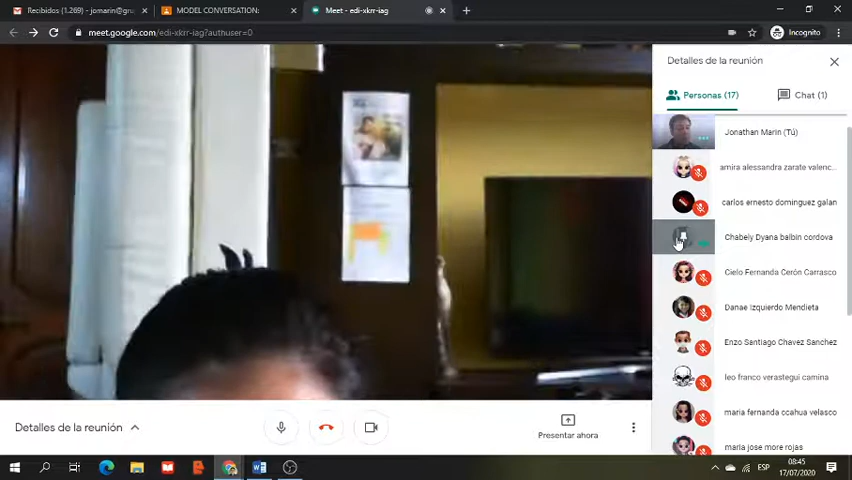 Recibidos (1.269) - jomarin@gn
MODEL CONVERSATION:
Meet - edi-xkrr-iag
meet.google.com/edi-xkrr-iag?authuser=0
Incognito
Detalles de la reunión
Personas (17)
Chat (1)
Jonathan Marin (Tú)
amira alessandra zarate valenc...
carlos ernesto dominguez galan
Chabely Dyana balbin cordova
Cielo Fernanda Cerón Carrasco
Danae Izquierdo Mendieta
Enzo Santiago Chavez Sanchez
leo franco verastegui camina
maria fernanda ccahua velasco
maria jose more rojas
Detalles de la reunión
Presentar ahora
ESP
08:45
17/07/2020